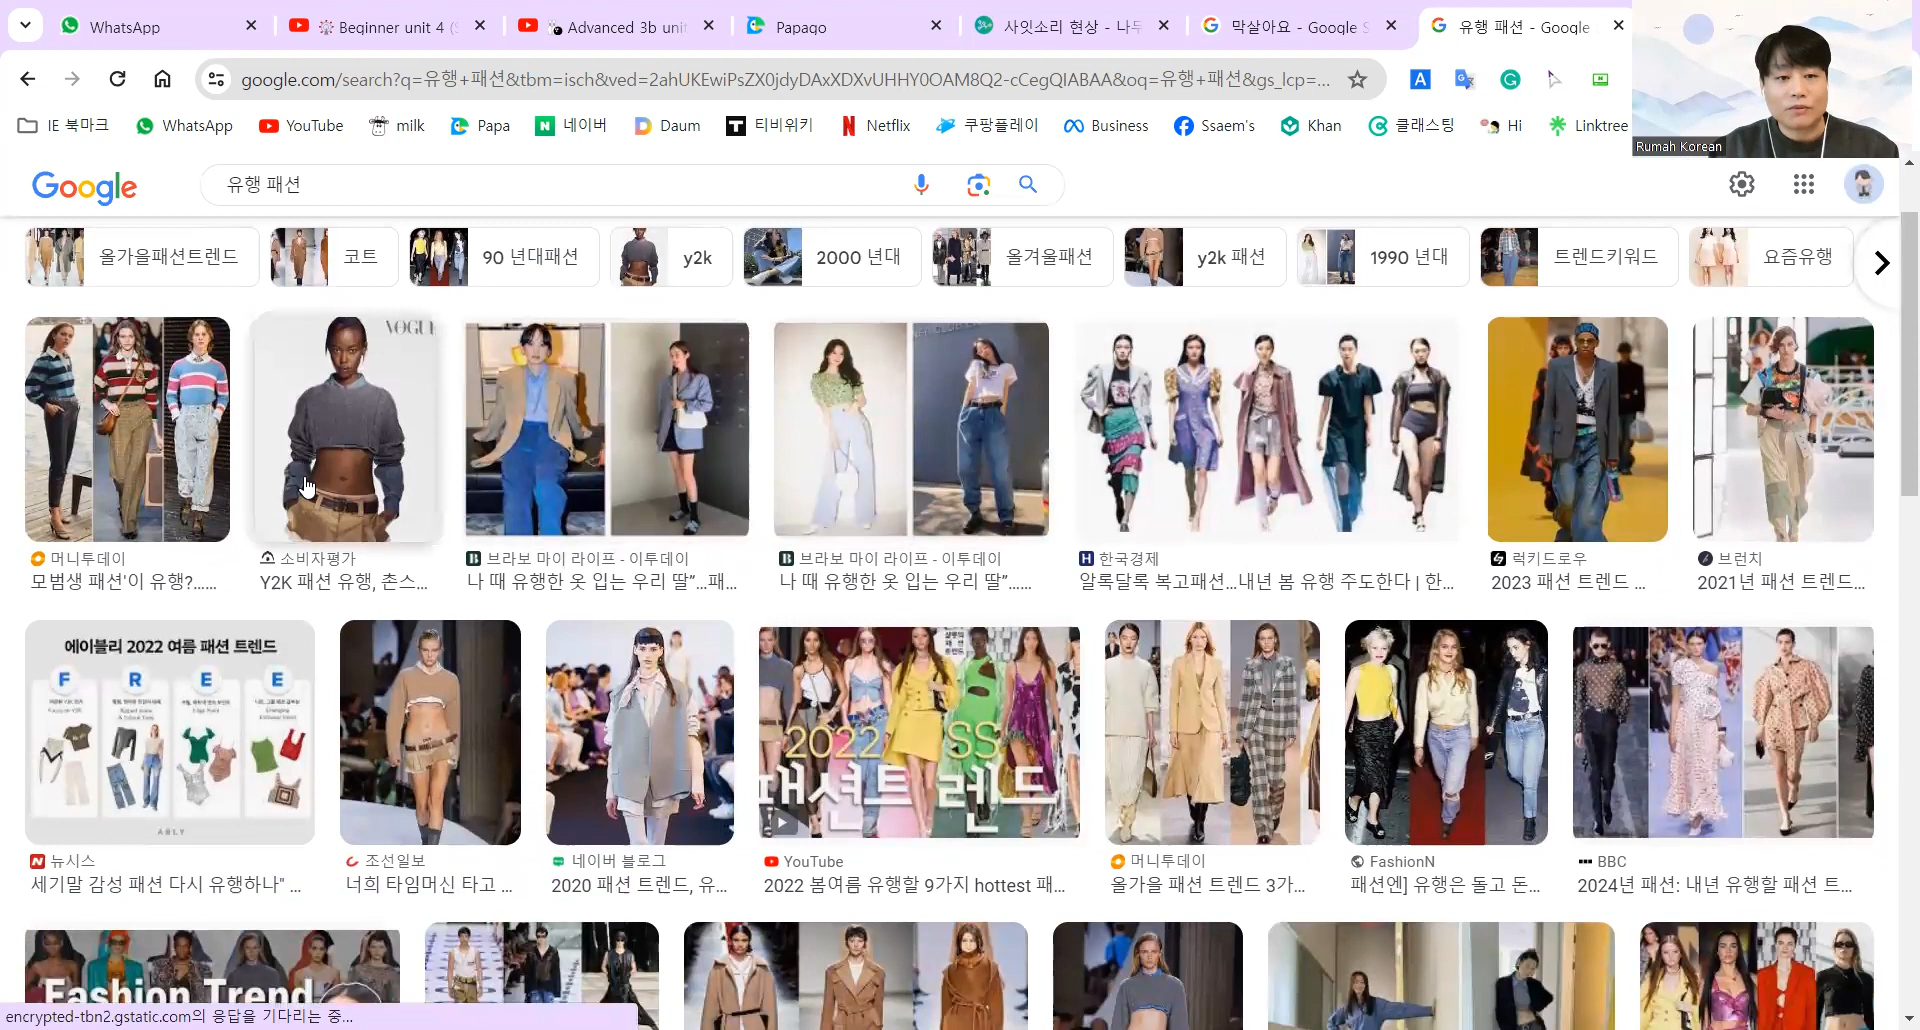 WhatsApp
Beginner unit 4 (
Advanced 3b unit
Papago
사잇소리 현상 - 나무
막살아요 - Google S
유행 패션 - Google
google.com/search?q=유행+패션&tbm=isch&ved=2ahUKEwiPsZX0jdyDAxXDXvUHHY0OAM8Q2-cCegQIABAA&oq=유행+패션&gs_lcp=...
IE 북마크
WhatsApp
YouTube
milk
Papa
네이버
Daum
티비위키
Netflix
쿠팡플레이
Business
Ssaem's
Khan
클래스팅
Hi
Linktree
Rumah Korean
Google
유행 패션
올가을패션트렌드
코트
90 년대패션
y2k
2000 년대
올겨울패션
y2k 패션
1990 년대
트렌드키워드
요즘유행
VOGUE
머니투데이
모범생 패션'이 유행?......
소비자평가
Y2K 패션 유행, 촌스...
브라보 마이 라이프 - 이투데이
나 때 유행한 옷 입는 우리 딸”...패...
브라보 마이 라이프 - 이투데이
나 때 유행한 옷 입는 우리 딸”......
한국경제
알록달록 복고패션...내년 봄 유행 주도한다 | 한...
럭키드로우
2023 패션 트렌드 ...
브런치
2021년 패션 트렌드...
에이블리 2022 여름 패션 트렌드
F R E E
ABLY
2022 SS
패션트렌드
뉴시스
세기말 감성 패션 다시 유행하나" ...
조선일보
너희 타임머신 타고 ...
네이버 블로그
2020 패션 트렌드, 유...
YouTube
2022 봄여름 유행할 9가지 hottest 패...
머니투데이
올가을 패션 트렌드 3가...
FashionN
패션엔] 유행은 돌고 돈...
BBC
2024년 패션: 내년 유행할 패션 트...
Fashion Trend
encrypted-tbn2.gstatic.com의 응답을 기다리는 중...